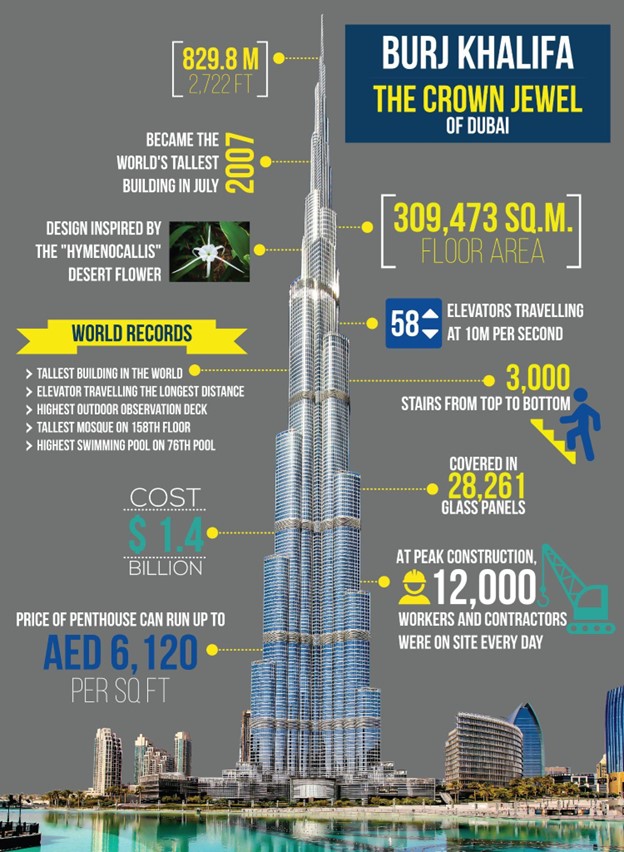 BURJ KHALIFA
THE CROWN JEWEL
OF DUBAI
829.8 M
2,722 FT
BECAME THE
WORLD'S TALLEST
BUILDING IN JULY
2007
309,473 SQ.M.
FLOOR AREA
DESIGN INSPIRED BY
THE "HYMENOCALLIS"
DESERT FLOWER
58
ELEVATORS TRAVELLING
AT 10M PER SECOND
WORLD RECORDS
> TALLEST BUILDING IN THE WORLD
> ELEVATOR TRAVELLING THE LONGEST DISTANCE
> HIGHEST OUTDOOR OBSERVATION DECK
> TALLEST MOSQUE ON 158TH FLOOR
> HIGHEST SWIMMING POOL ON 76TH POOL
3,000
STAIRS FROM TOP TO BOTTOM
COVERED IN
28,261
GLASS PANELS
COST
$ 1.4
BILLION
AT PEAK CONSTRUCTION,
12,000
WORKERS AND CONTRACTORS
WERE ON SITE EVERY DAY
PRICE OF PENTHOUSE CAN RUN UP TO
AED 6,120
PER SQ FT